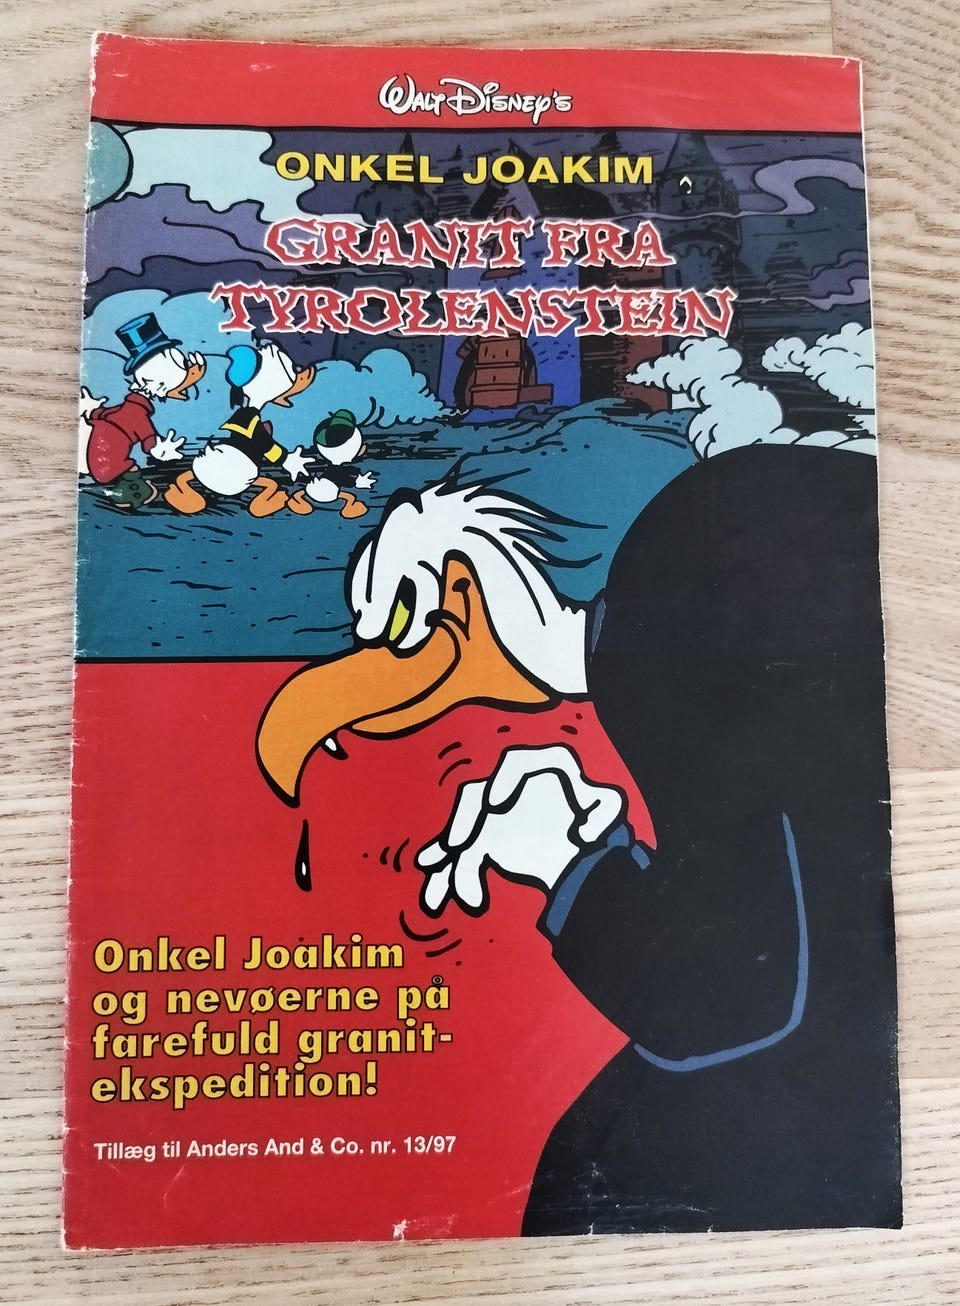 Walt Disney's
ONKEL JOAKIM
GRANIT FRA
TYROLENSTEIN
Onkel Joakim
og nevøerne på
farefuld granit-
ekspedition!
Tillæg til Anders And & Co. nr. 13/97